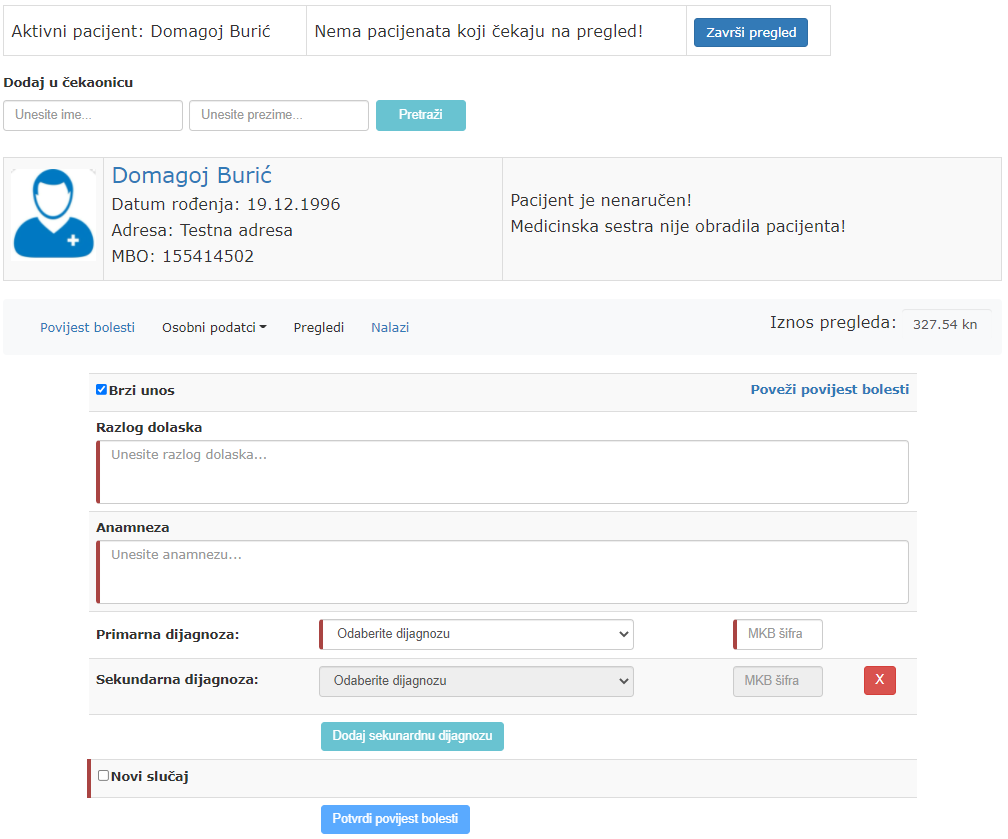 Aktivni pacijent: Domagoj Burić
Nema pacijenata koji čekaju na pregled!
Završi pregled
Dodaj u čekaonicu
Unesite ime...
Unesite prezime...
Pretraži
Domagoj Burić
Datum rođenja: 19.12.1996
Adresa: Testna adresa
MBO: 155414502
Pacijent je nenaručen!
Medicinska sestra nije obradila pacijenta!
Povijest bolesti
Osobni podatci
Pregledi
Nalazi
Iznos pregleda:
327.54 kn
Brzi unos
Poveži povijest bolesti
Razlog dolaska
Unesite razlog dolaska...
Anamneza
Unesite anamnezu...
Primarna dijagnoza:
Odaberite dijagnozu
MKB šifra
Sekundarna dijagnoza:
Odaberite dijagnozu
MKB šifra
X
Dodaj sekunardnu dijagnozu
Novi slučaj
Potvrdi povijest bolesti